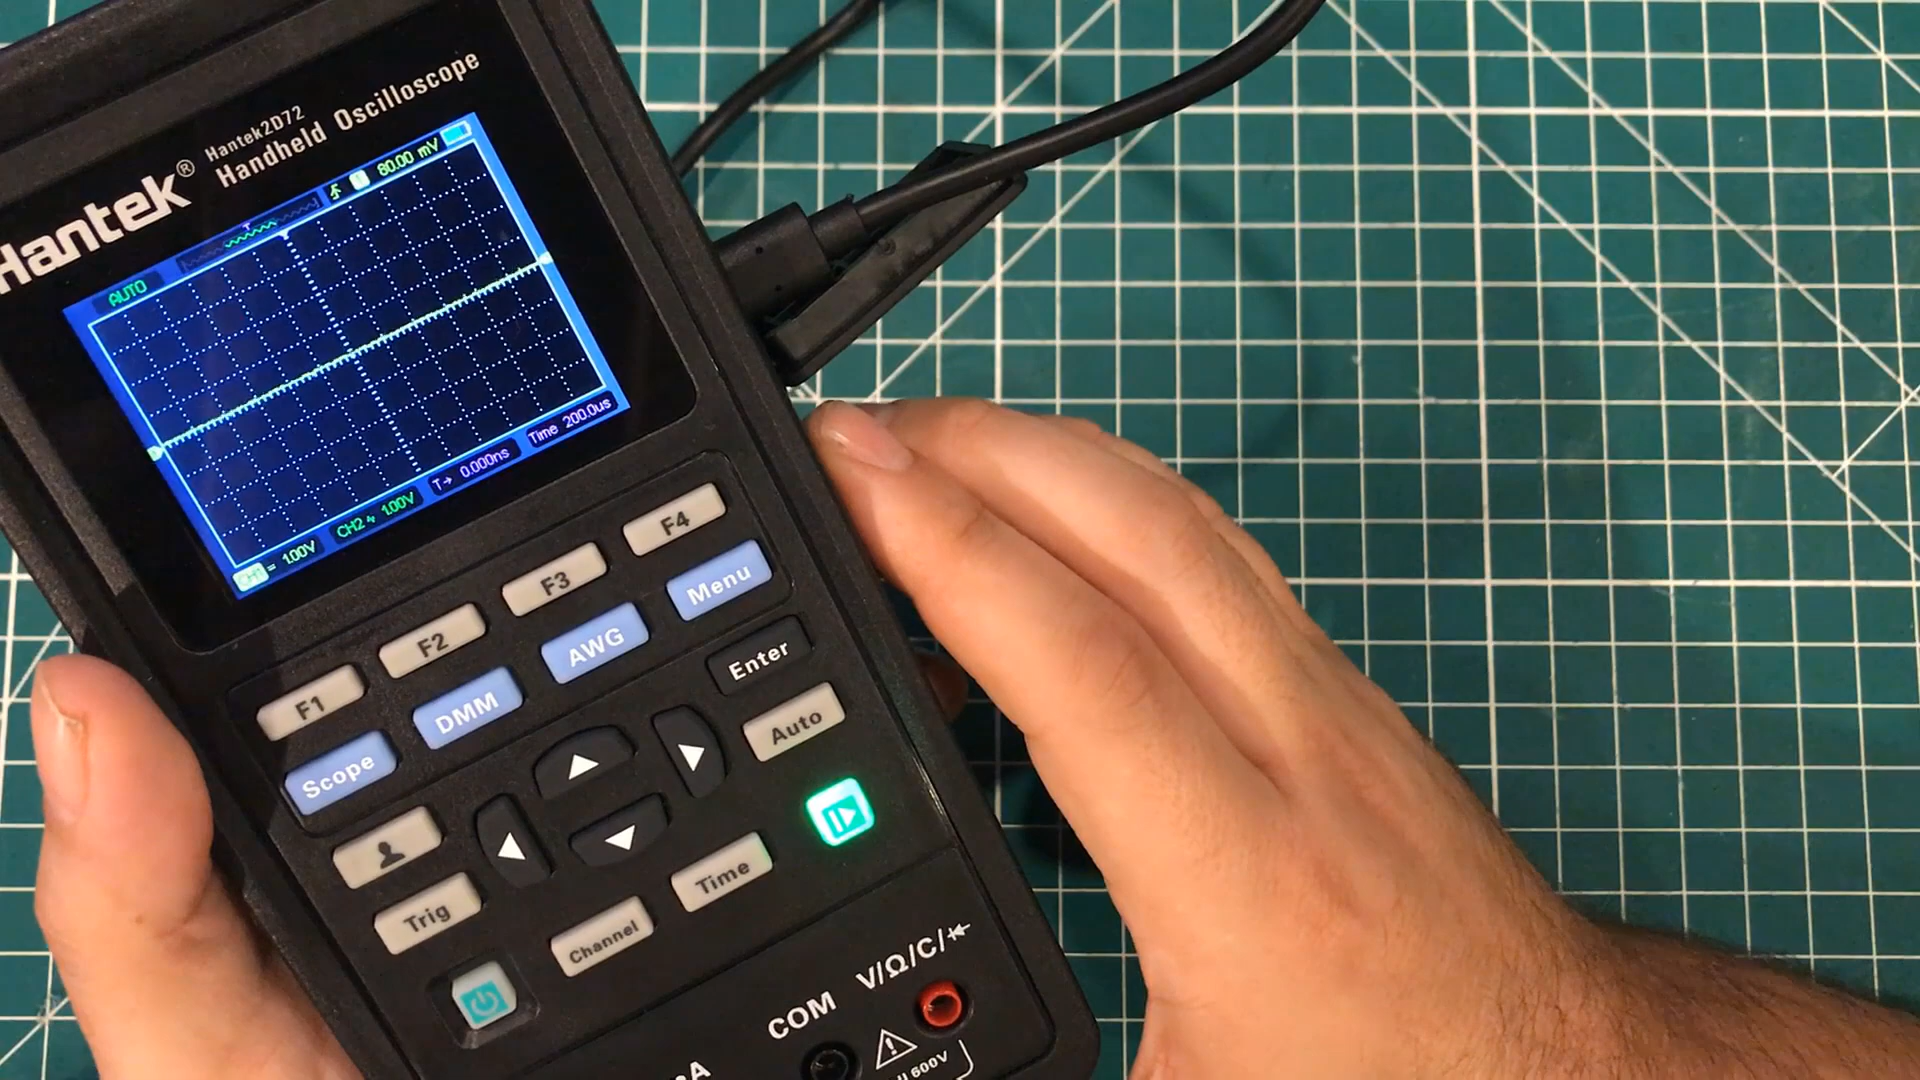 Hantek®
Hantek2D72
Handheld Oscilloscope
AUTO
1
80.00 mV
CH1 = 1.00V
CH2 1.00V
T→ 0.000ns
Time 200.0us
F1
F2
F3
F4
Scope
DMM
AWG
Menu
Enter
Auto
Trig
Channel
Time
COM
V/Ω/C/
600V